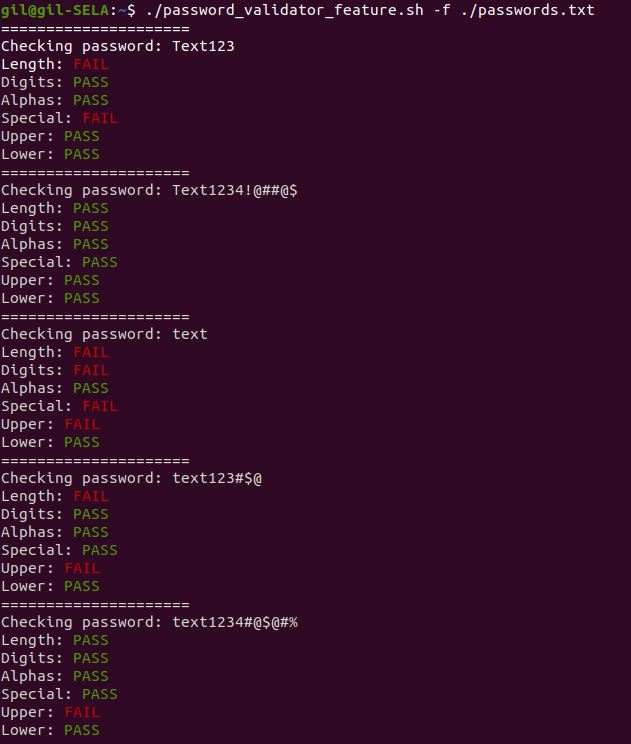 gil@gil-SELA:~$ ./password_validator_feature.sh -f ./passwords.txt
=====================
Checking password: Text123
Length: FAIL
Digits: PASS
Alphas: PASS
Special: FAIL
Upper: PASS
Lower: PASS
=====================
Checking password: Text1234!@##@$
Length: PASS
Digits: PASS
Alphas: PASS
Special: PASS
Upper: PASS
Lower: PASS
=====================
Checking password: text
Length: FAIL
Digits: FAIL
Alphas: PASS
Special: FAIL
Upper: FAIL
Lower: PASS
=====================
Checking password: text123#$@
Length: FAIL
Digits: PASS
Alphas: PASS
Special: PASS
Upper: FAIL
Lower: PASS
=====================
Checking password: text1234#@$@#%
Length: PASS
Digits: PASS
Alphas: PASS
Special: PASS
Upper: FAIL
Lower: PASS